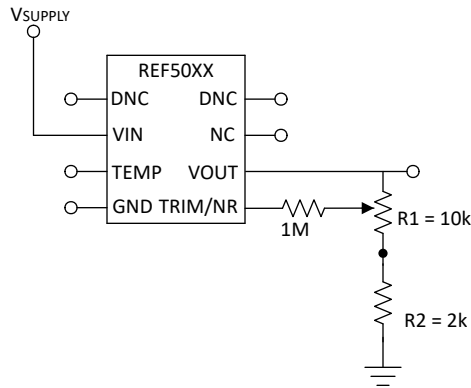 VSUPPLY
REF50XX
DNC
DNC
VIN
NC
TEMP
VOUT
GND
TRIM/NR
1M
R1 = 10k
R2 = 2k